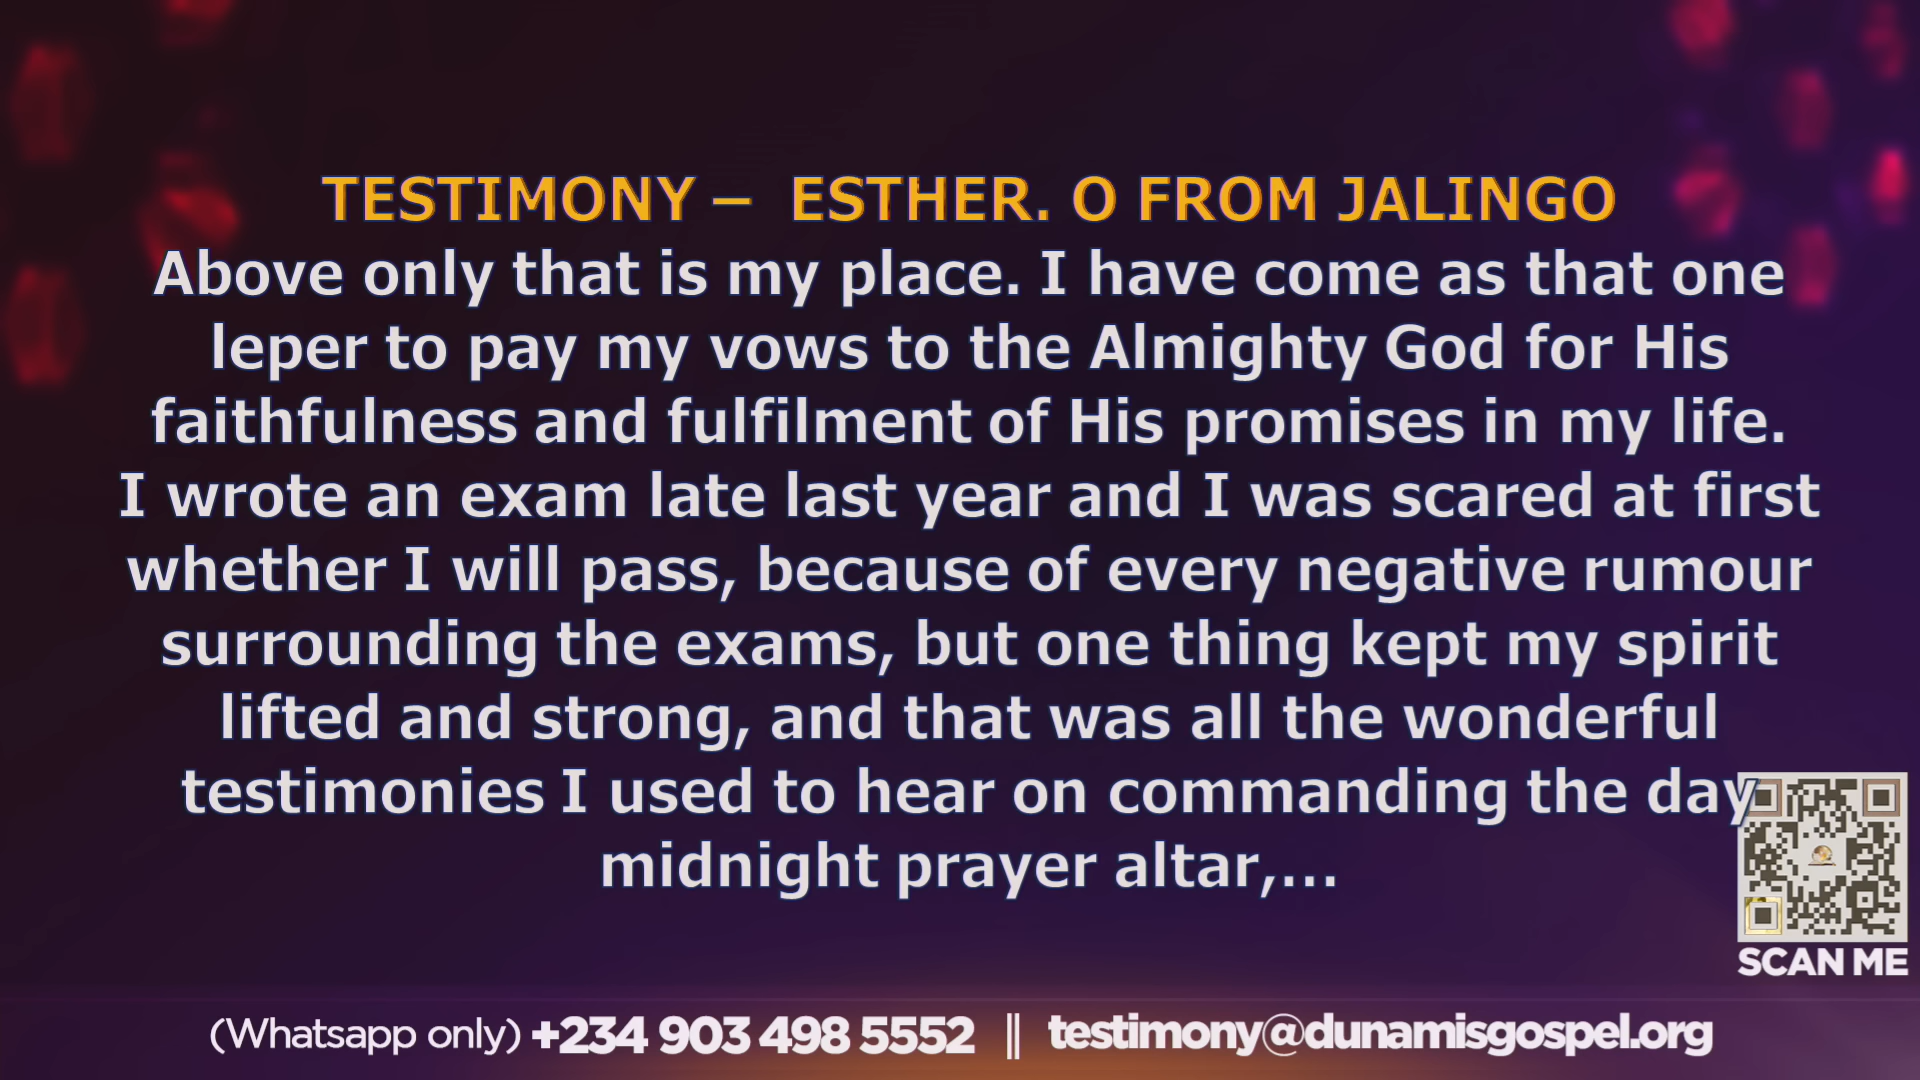 TESTIMONY – ESTHER. O FROM JALINGO
Above only that is my place. I have come as that one
leper to pay my vows to the Almighty God for His
faithfulness and fulfilment of His promises in my life.
I wrote an exam late last year and I was scared at first
whether I will pass, because of every negative rumour
surrounding the exams, but one thing kept my spirit
lifted and strong, and that was all the wonderful
testimonies I used to hear on commanding the day
midnight prayer altar,...
SCAN ME
(Whatsapp only) +234 903 498 5552 || testimony@dunamisgospel.org